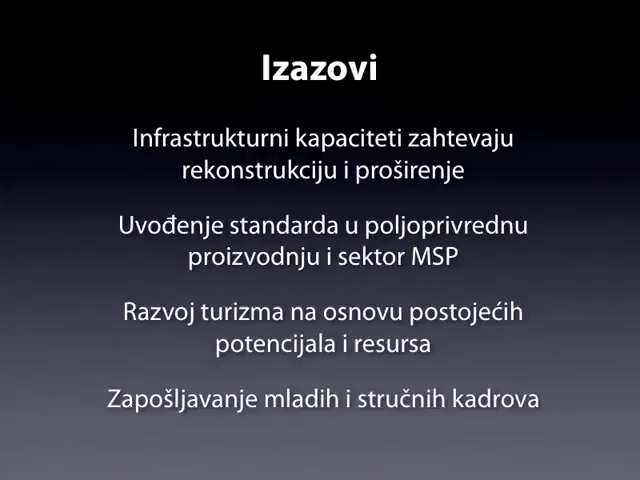 Izazovi
Infrastrukturni kapaciteti zahtevaju
rekonstrukciju i proširenje
Uvođenje standarda u poljoprivrednu
proizvodnju i sektor MSP
Razvoj turizma na osnovu postojećih
potencijala i resursa
Zapošljavanje mladih i stručnih kadrova